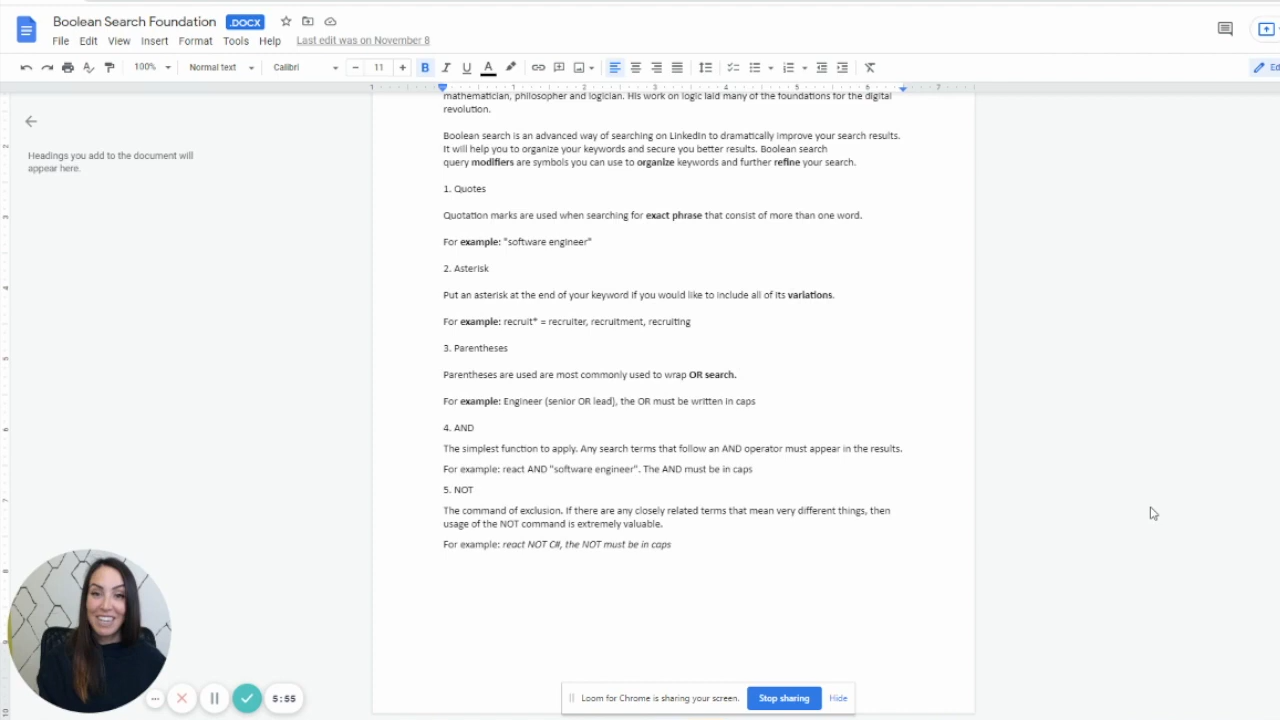 Boolean Search Foundation .DOCX
File Edit View Insert Format Tools Help Last edit was on November 8
100% Normal text Calibri 11 B I U A
1 1 2 3 4 5 6 7
Headings you add to the document will
appear here.
mathematician, philosopher and logician. His work on logic laid many of the foundations for the digital
revolution.
Boolean search is an advanced way of searching on LinkedIn to dramatically improve your search results.
It will help you to organize your keywords and secure you better results. Boolean search
query modifiers are symbols you can use to organize keywords and further refine your search.
1. Quotes
Quotation marks are used when searching for exact phrase that consist of more than one word.
For example: "software engineer"
2. Asterisk
Put an asterisk at the end of your keyword if you would like to include all of its variations.
For example: recruit* = recruiter, recruitment, recruiting
3. Parentheses
Parentheses are used are most commonly used to wrap OR search.
For example: Engineer (senior OR lead), the OR must be written in caps
4. AND
The simplest function to apply. Any search terms that follow an AND operator must appear in the results.
For example: react AND "software engineer". The AND must be in caps
5. NOT
The command of exclusion. If there are any closely related terms that mean very different things, then
usage of the NOT command is extremely valuable.
For example: react NOT C#, the NOT must be in caps
5:55
Loom for Chrome is sharing your screen. Stop sharing Hide